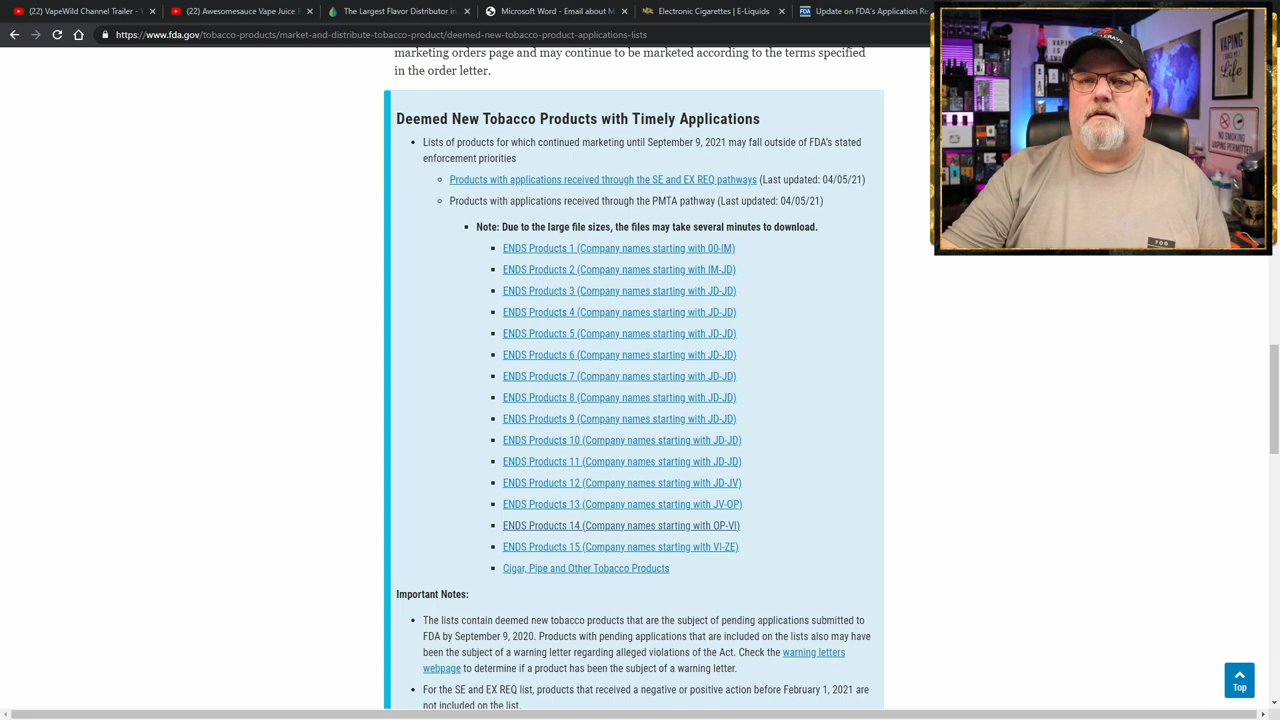 (22) VapeWild Channel Trailer -
(22) Awesomesauce Vape Juice
The Largest Flavor Distributor in
Microsoft Word - Email about M
Electronic Cigarettes | E-Liquids
Update on FDA's Application Re
https://www.fda.gov/tobacco-products/market-and-distribute-tobacco-product/deemed-new-tobacco-product-applications-lists
marketing orders page and may continue to be marketed according to the terms specified
in the order letter.
Deemed New Tobacco Products with Timely Applications
Lists of products for which continued marketing until September 9, 2021 may fall outside of FDA's stated
enforcement priorities
Products with applications received through the SE and EX REQ pathways (Last updated: 04/05/21)
Products with applications received through the PMTA pathway (Last updated: 04/05/21)
Note: Due to the large file sizes, the files may take several minutes to download.
ENDS Products 1 (Company names starting with 00-IM)
ENDS Products 2 (Company names starting with IM-JD)
ENDS Products 3 (Company names starting with JD-JD)
ENDS Products 4 (Company names starting with JD-JD)
ENDS Products 5 (Company names starting with JD-JD)
ENDS Products 6 (Company names starting with JD-JD)
ENDS Products 7 (Company names starting with JD-JD)
ENDS Products 8 (Company names starting with JD-JD)
ENDS Products 9 (Company names starting with JD-JD)
ENDS Products 10 (Company names starting with JD-JD)
ENDS Products 11 (Company names starting with JD-JD)
ENDS Products 12 (Company names starting with JD-JV)
ENDS Products 13 (Company names starting with JV-OP)
ENDS Products 14 (Company names starting with OP-VI)
ENDS Products 15 (Company names starting with VI-ZE)
Cigar, Pipe and Other Tobacco Products
Important Notes:
The lists contain deemed new tobacco products that are the subject of pending applications submitted to
FDA by September 9, 2020. Products with pending applications that are included on the lists also may have
been the subject of a warning letter regarding alleged violations of the Act. Check the warning letters
webpage to determine if a product has been the subject of a warning letter.
For the SE and EX REQ list, products that received a negative or positive action before February 1, 2021 are
not included on the list.
Top
VAPING
Life
NO SMOKING
VAPING PERMITTED